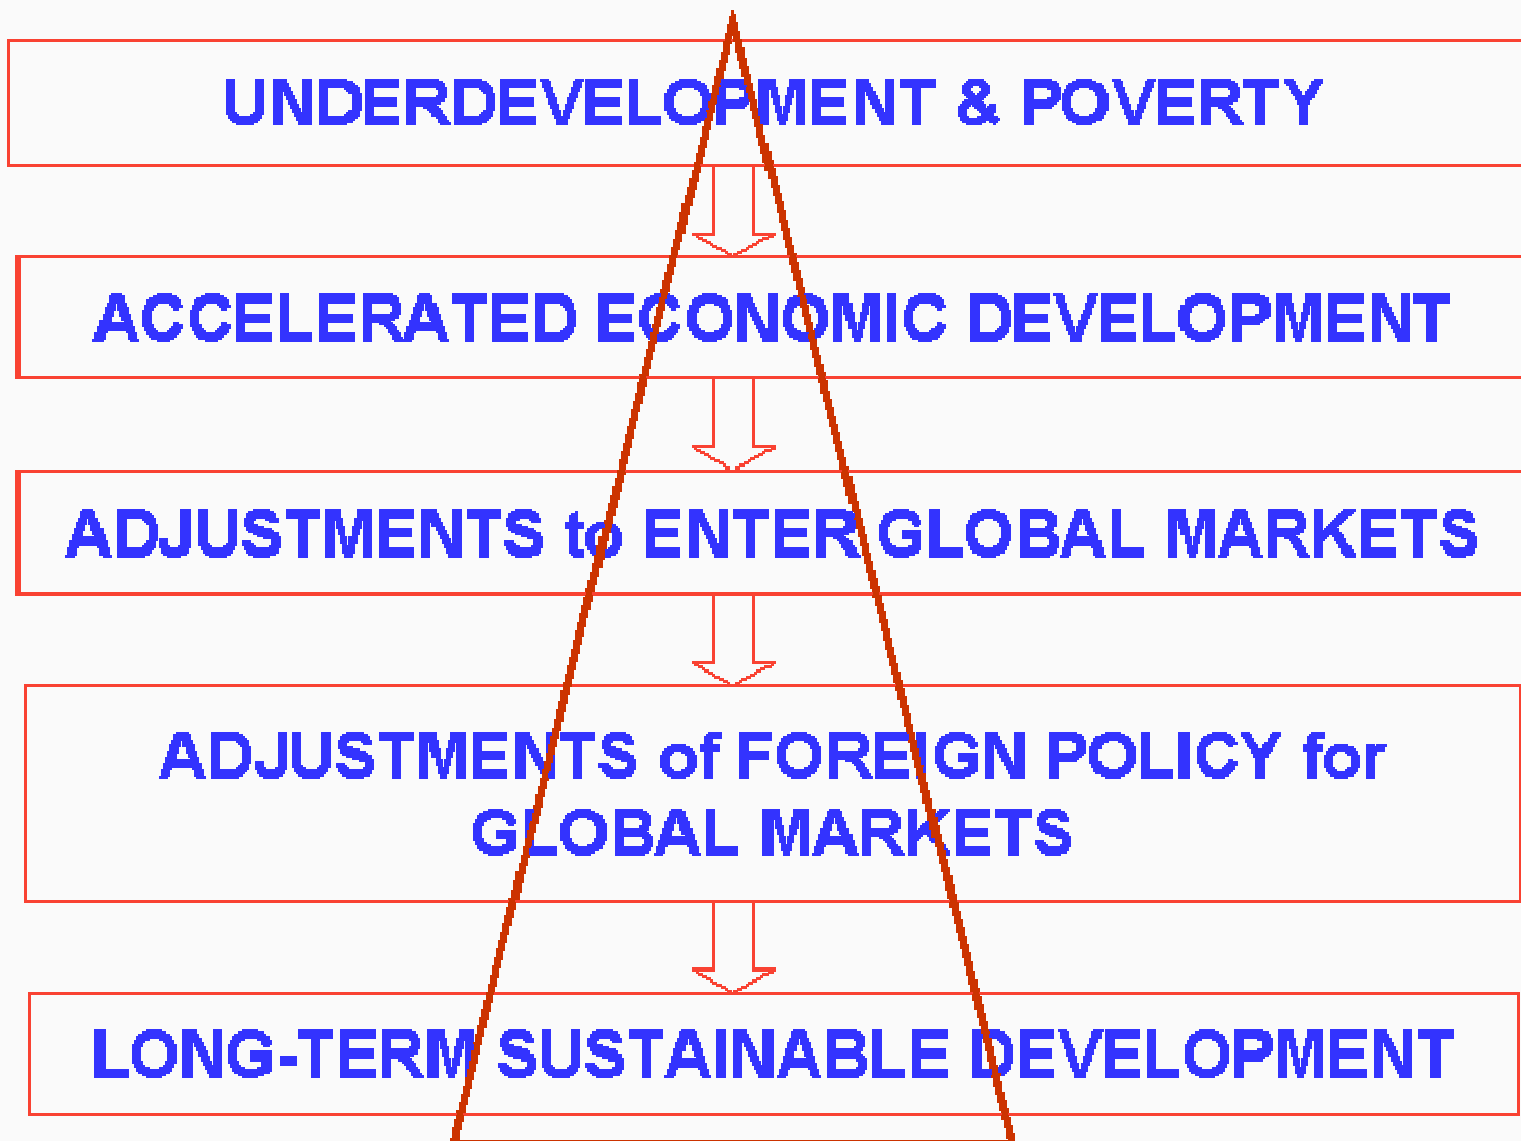 UNDERDEVELOPMENT & POVERTY
ACCELERATED ECONOMIC DEVELOPMENT
ADJUSTMENTS to ENTER GLOBAL MARKETS
ADJUSTMENTS of FOREIGN POLICY for
GLOBAL MARKETS
LONG-TERM SUSTAINABLE DEVELOPMENT